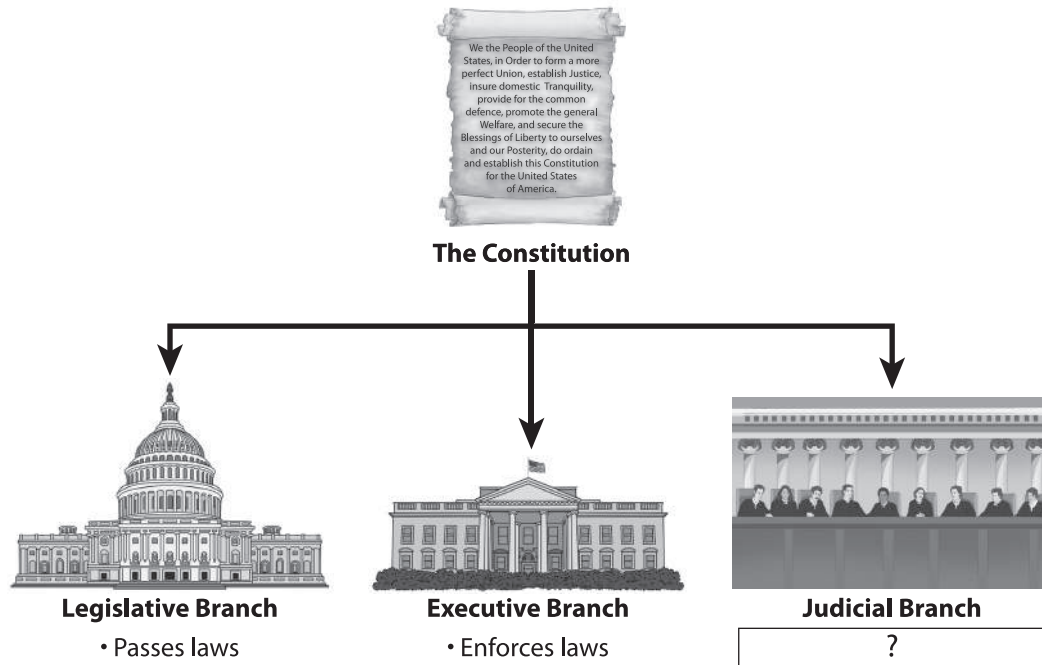 We the People of the United
States, in Order to form a more
perfect Union, establish Justice,
insure domestic Tranquility,
provide for the common
defence, promote the general
Welfare, and secure the
Blessings of Liberty to ourselves
and our Posterity, do ordain
and establish this Constitution
for the United States
of America.
The Constitution
Legislative Branch
• Passes laws
Executive Branch
• Enforces laws
Judicial Branch
?